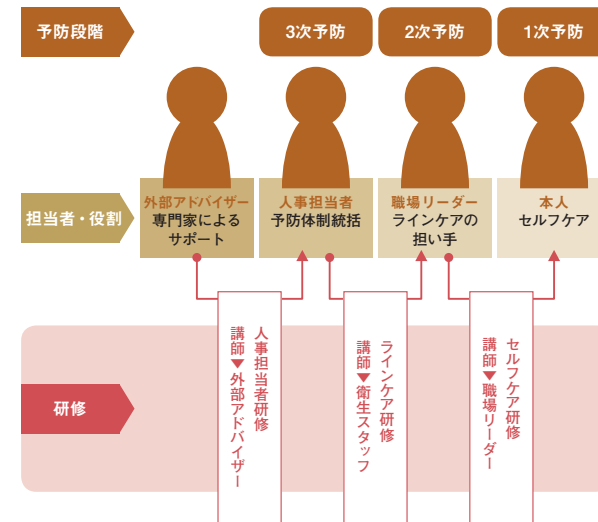 予防段階
3次予防
2次予防
1次予防
担当者・役割
外部アドバイザー
専門家による
サポート
人事担当者
予防体制統括
職場リーダー
ラインケアの
担い手
本人
セルフケア
研修
人事担当者研修
講師▼外部アドバイザー
ラインケア研修
講師▼衛生スタッフ
セルフケア研修
講師▼職場リーダー